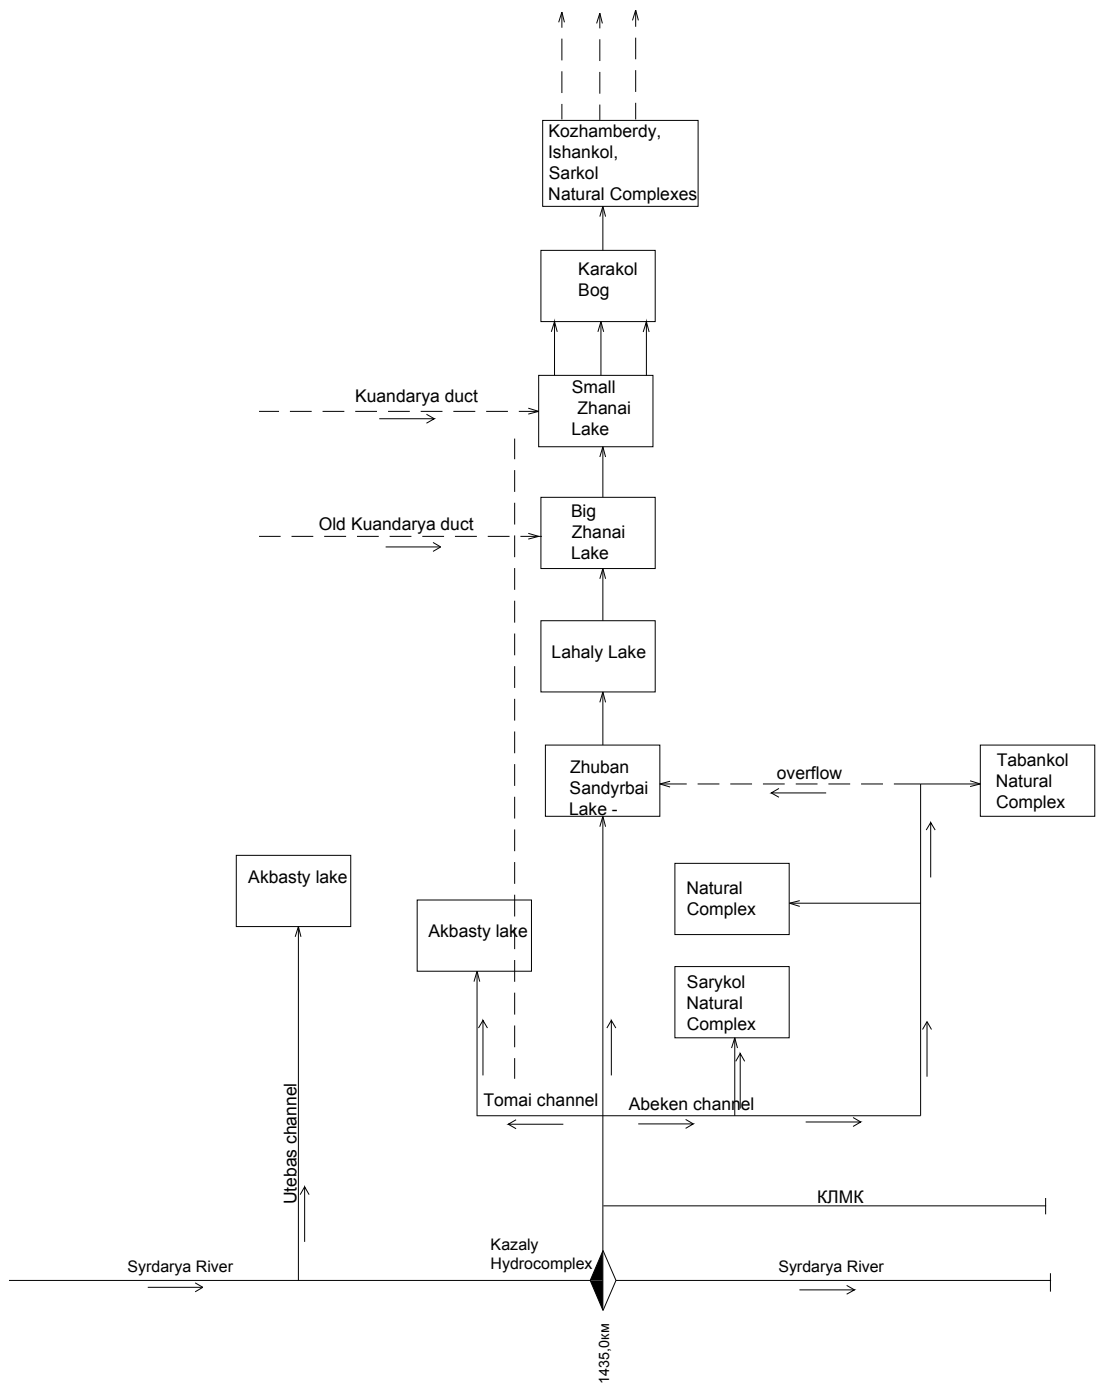 Kozhamberdy,
Ishankol,
Sarkol
Natural Complexes
Karakol
Bog
Kuandarya duct
Small
Zhanai
Lake
Old Kuandarya duct
Big
Zhanai
Lake
Lahaly Lake
Zhuban
Sandyrbai
Lake -
overflow
Tabankol
Natural
Complex
Akbasty lake
Natural
Complex
Akbasty lake
Sarykol
Natural
Complex
Utebas channel
Tomai channel
Abeken channel
КЛМК
Kazaly
Hydrocomplex
Syrdarya River
Syrdarya River
1435,0км